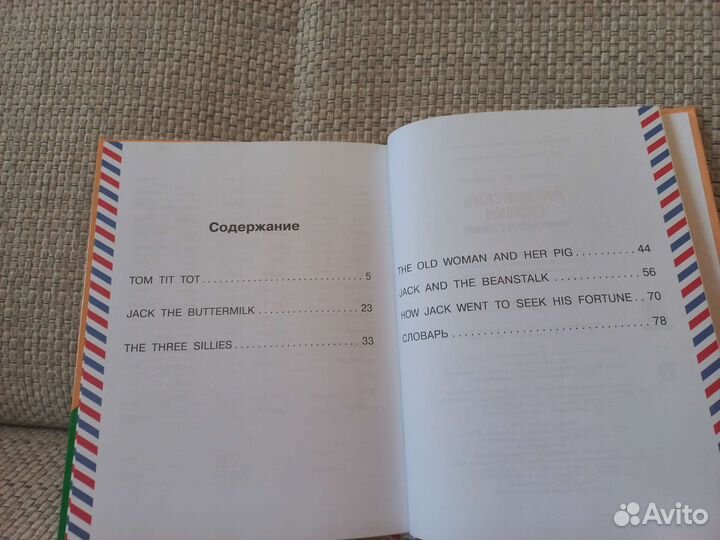 Содержание
TOM TIT TOT..............................5
JACK THE BUTTERMILK......................23
THE THREE SILLIES........................33
THE OLD WOMAN AND HER PIG..........44
JACK AND THE BEANSTALK...............56
HOW JACK WENT TO SEEK HIS FORTUNE...70
СЛОВАРЬ..............................78
Avito